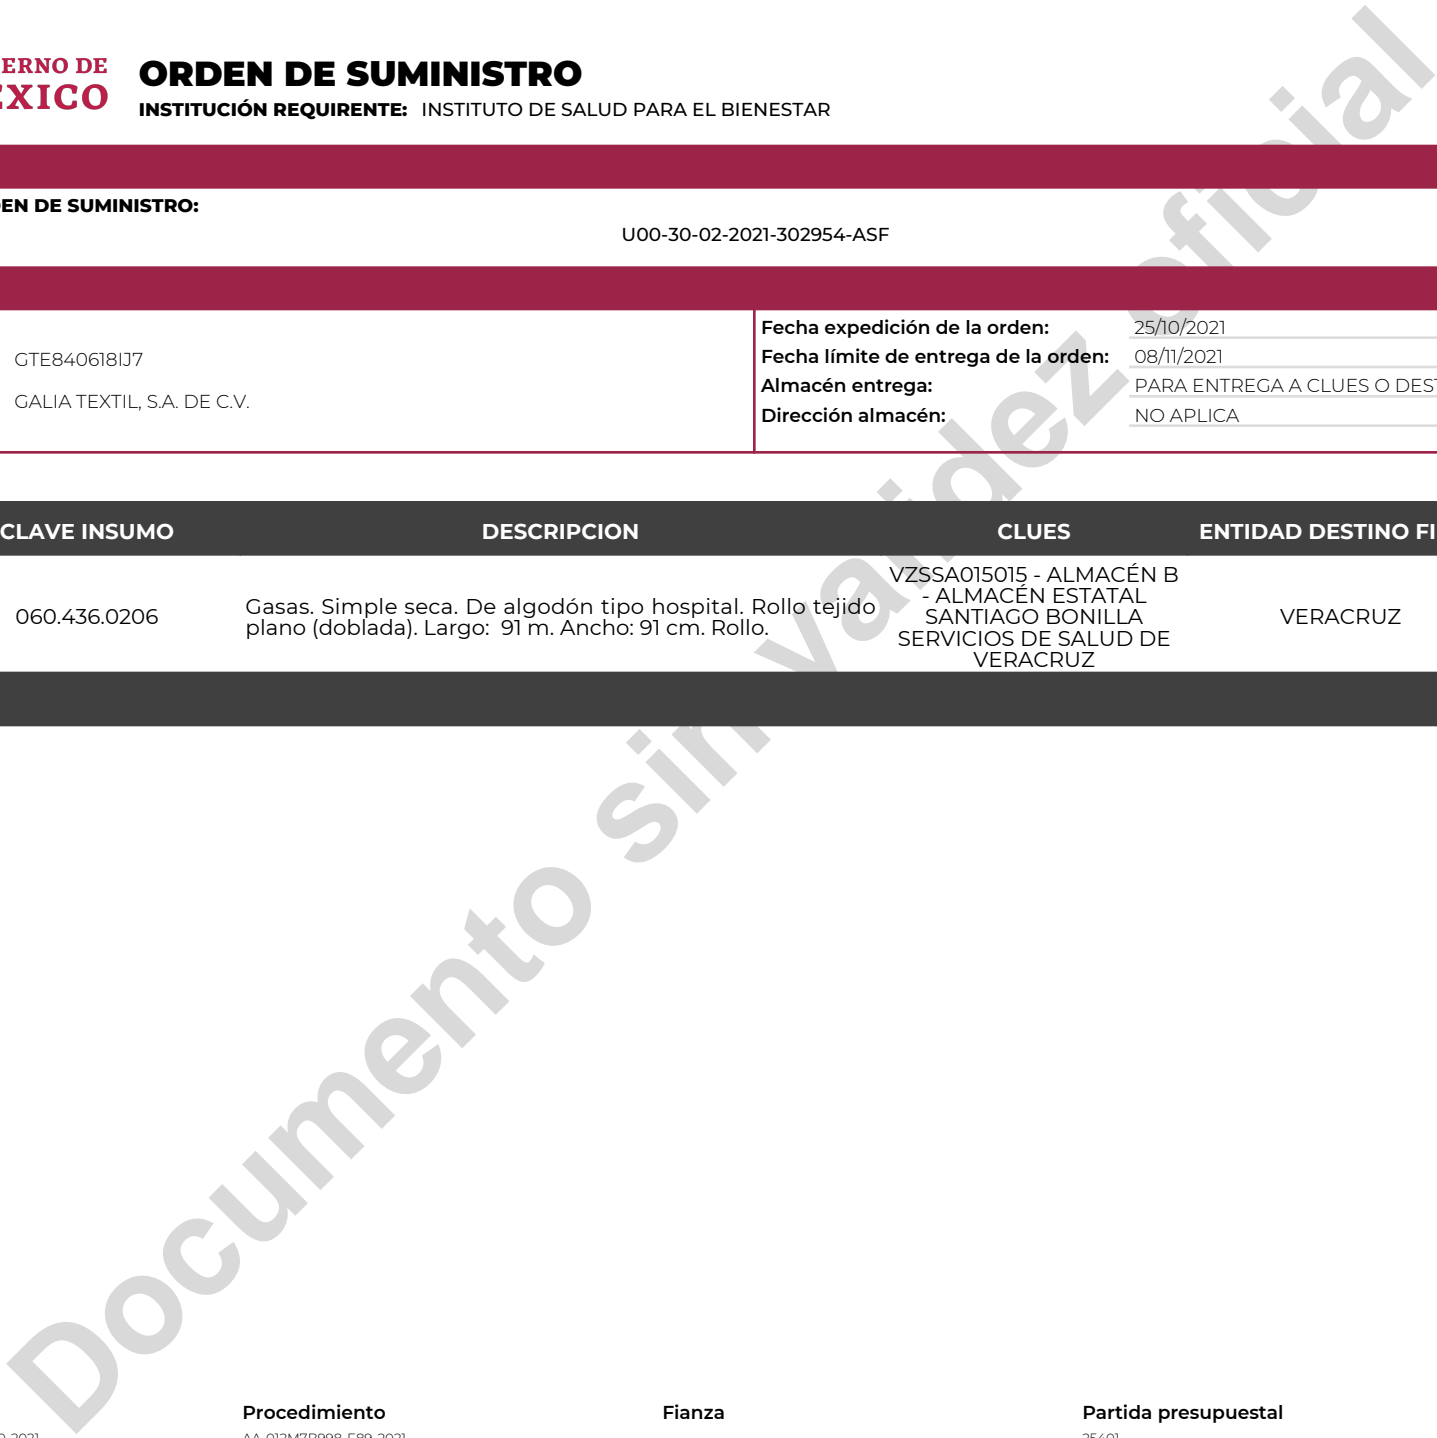 ERNO DE
EXICO
ORDEN DE SUMINISTRO
INSTITUCIÓN REQUIRENTE: INSTITUTO DE SALUD PARA EL BIENESTAR
EN DE SUMINISTRO:
U00-30-02-2021-302954-ASF
GTE840618IJ7
GALIA TEXTIL, S.A. DE C.V.
Fecha expedición de la orden: 25/10/2021
Fecha límite de entrega de la orden: 08/11/2021
Almacén entrega: PARA ENTREGA A CLUES O DEST
Dirección almacén: NO APLICA
CLAVE INSUMO DESCRIPCION CLUES ENTIDAD DESTINO FI
060.436.0206
Gasas. Simple seca. De algodón tipo hospital. Rollo tejido
plano (doblada). Largo: 91 m. Ancho: 91 cm. Rollo.
VZSSA015015 - ALMACÉN B
- ALMACÉN ESTATAL
SANTIAGO BONILLA
SERVICIOS DE SALUD DE
VERACRUZ
VERACRUZ
Documento sin validez oficial
Procedimiento Fianza Partida presupuestal